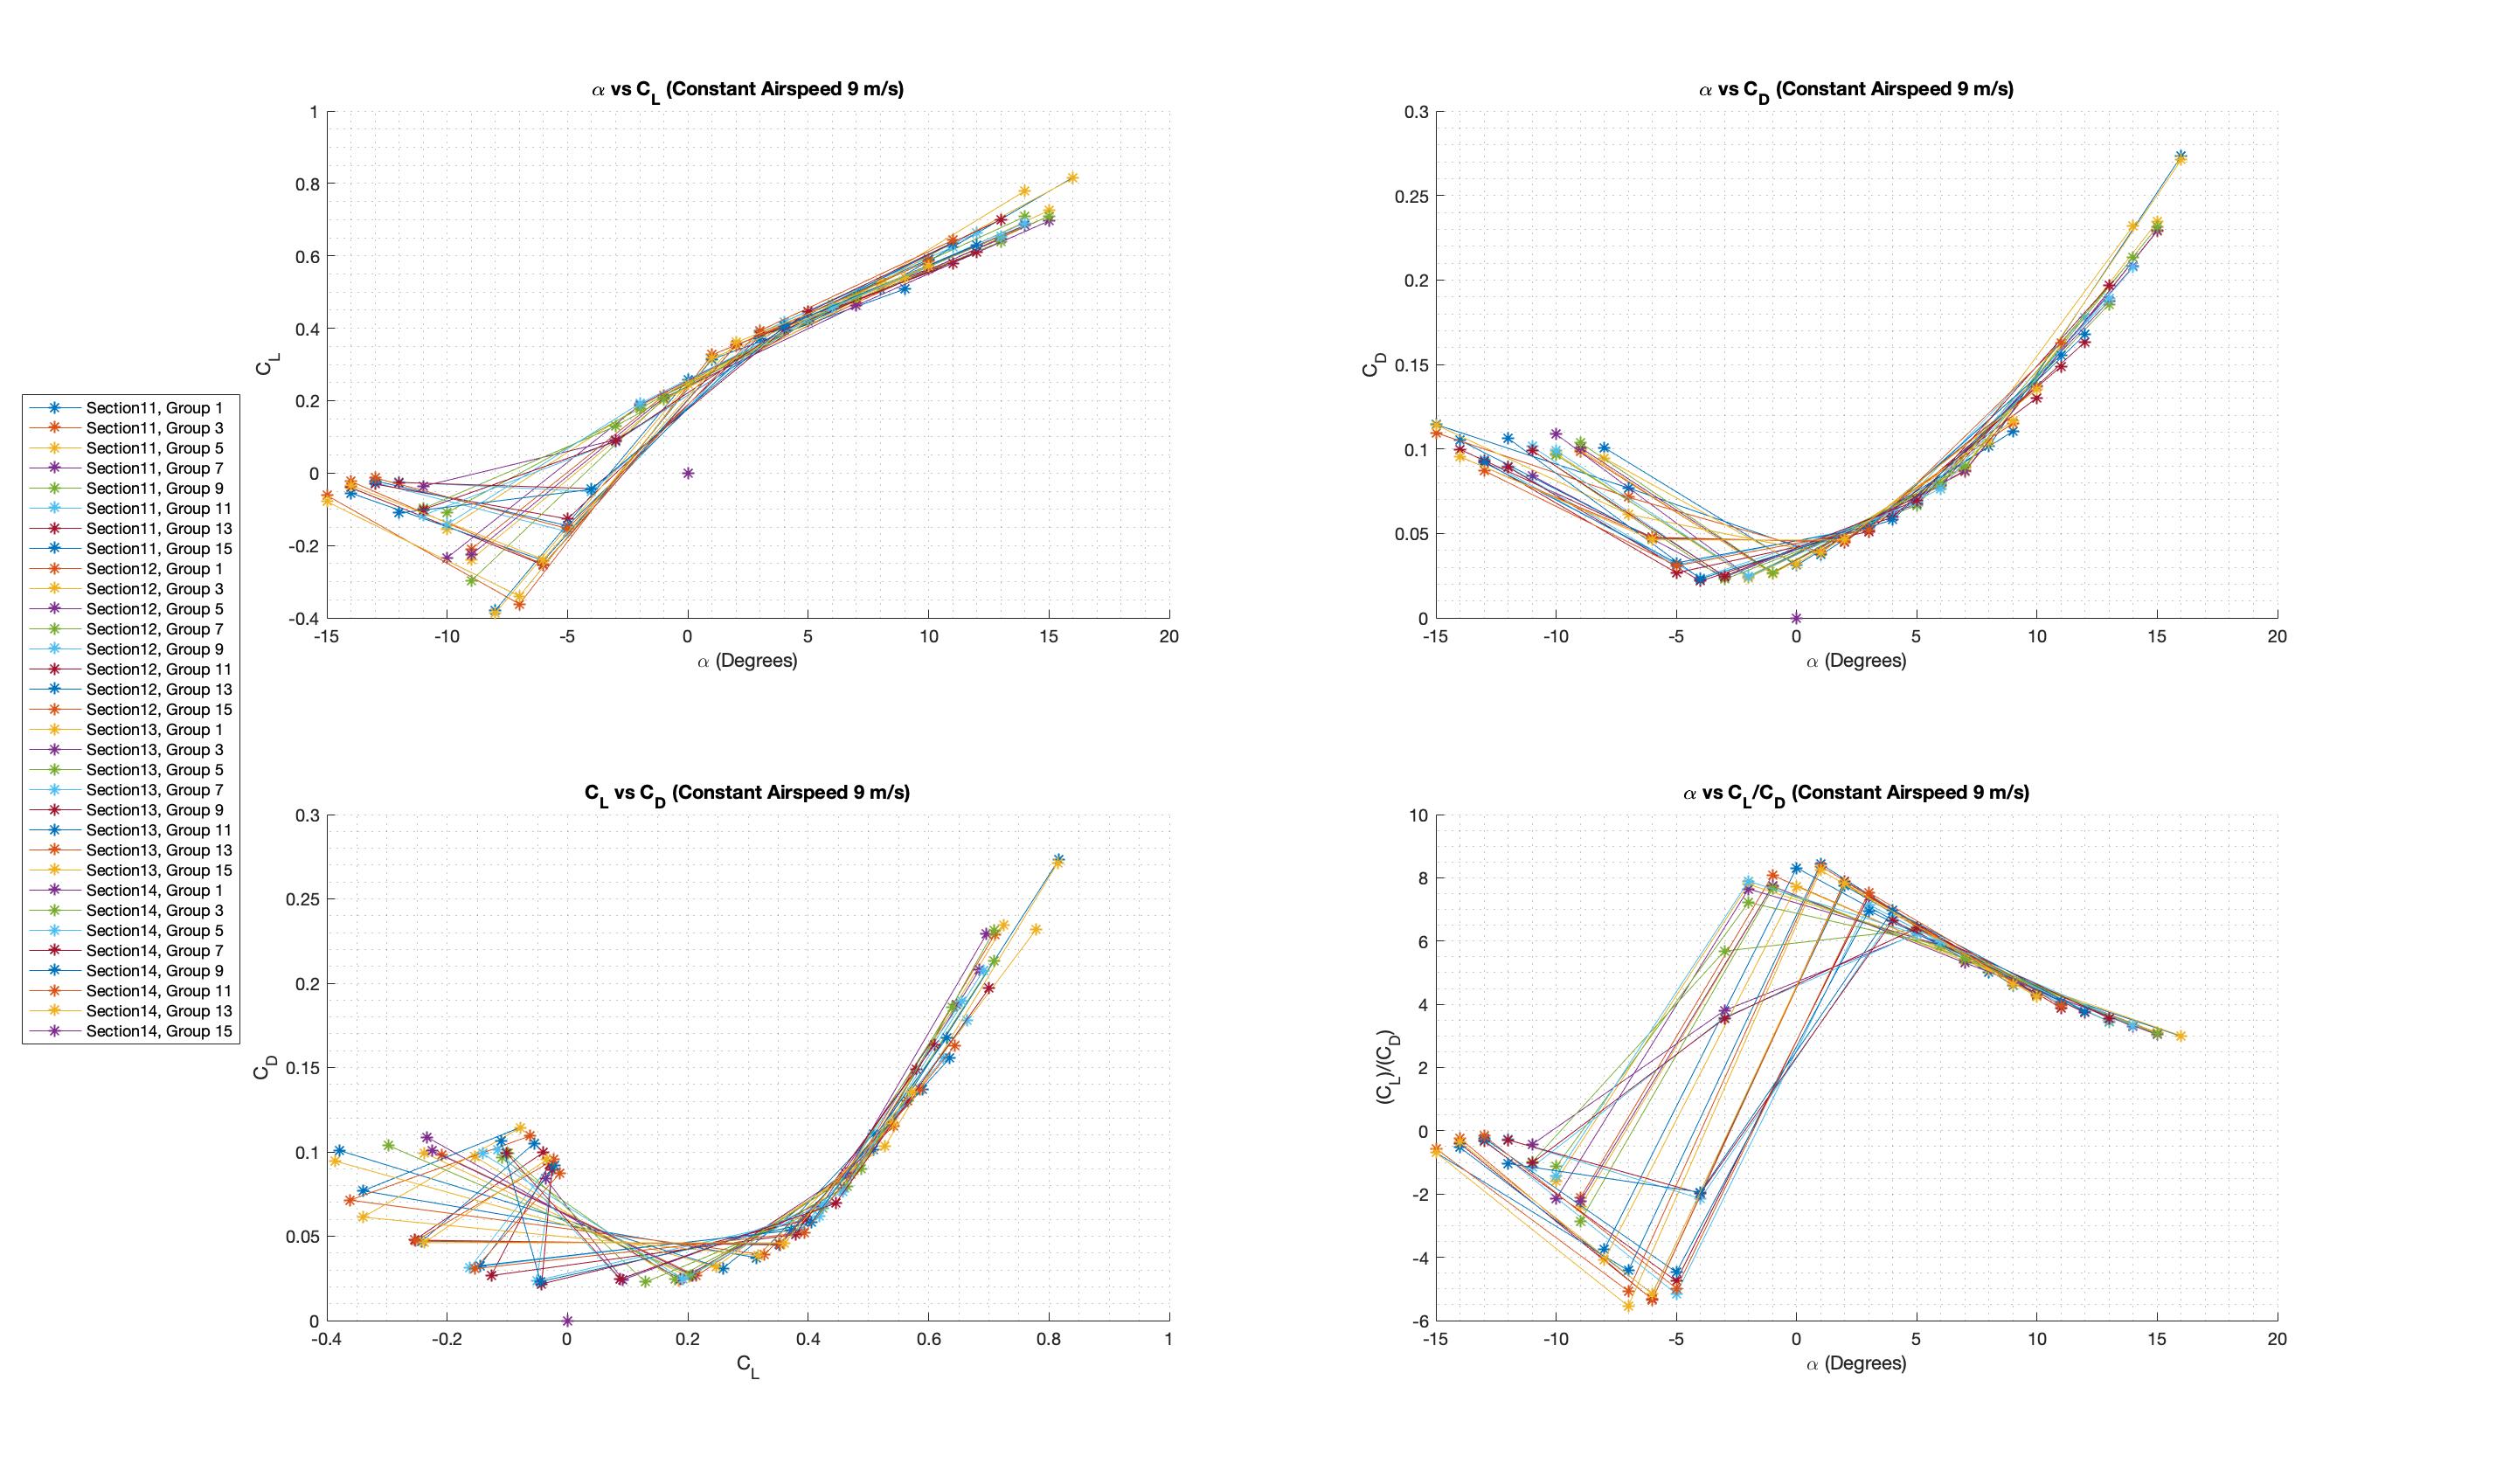 α vs C_L (Constant Airspeed 9 m/s)
1
0.8
0.6
0.4
0.2
0
-0.2
-0.4
C_L
-15 -10 -5 0 5 10 15 20
α (Degrees)
α vs C_D (Constant Airspeed 9 m/s)
0.3
0.25
0.2
0.15
0.1
0.05
0
C_D
-15 -10 -5 0 5 10 15 20
α (Degrees)
Section11, Group 1
Section11, Group 3
Section11, Group 5
Section11, Group 7
Section11, Group 9
Section11, Group 11
Section11, Group 13
Section11, Group 15
Section12, Group 1
Section12, Group 3
Section12, Group 5
Section12, Group 7
Section12, Group 9
Section12, Group 11
Section12, Group 13
Section12, Group 15
Section13, Group 1
Section13, Group 3
Section13, Group 5
Section13, Group 7
Section13, Group 9
Section13, Group 11
Section13, Group 13
Section13, Group 15
Section14, Group 1
Section14, Group 3
Section14, Group 5
Section14, Group 7
Section14, Group 9
Section14, Group 11
Section14, Group 13
Section14, Group 15
C_L vs C_D (Constant Airspeed 9 m/s)
0.3
0.25
0.2
0.15
0.1
0.05
0
C_D
-0.4 -0.2 0 0.2 0.4 0.6 0.8 1
C_L
α vs C_L/C_D (Constant Airspeed 9 m/s)
10
8
6
4
2
0
-2
-4
-6
(C_L)/(C_D)
-15 -10 -5 0 5 10 15 20
α (Degrees)